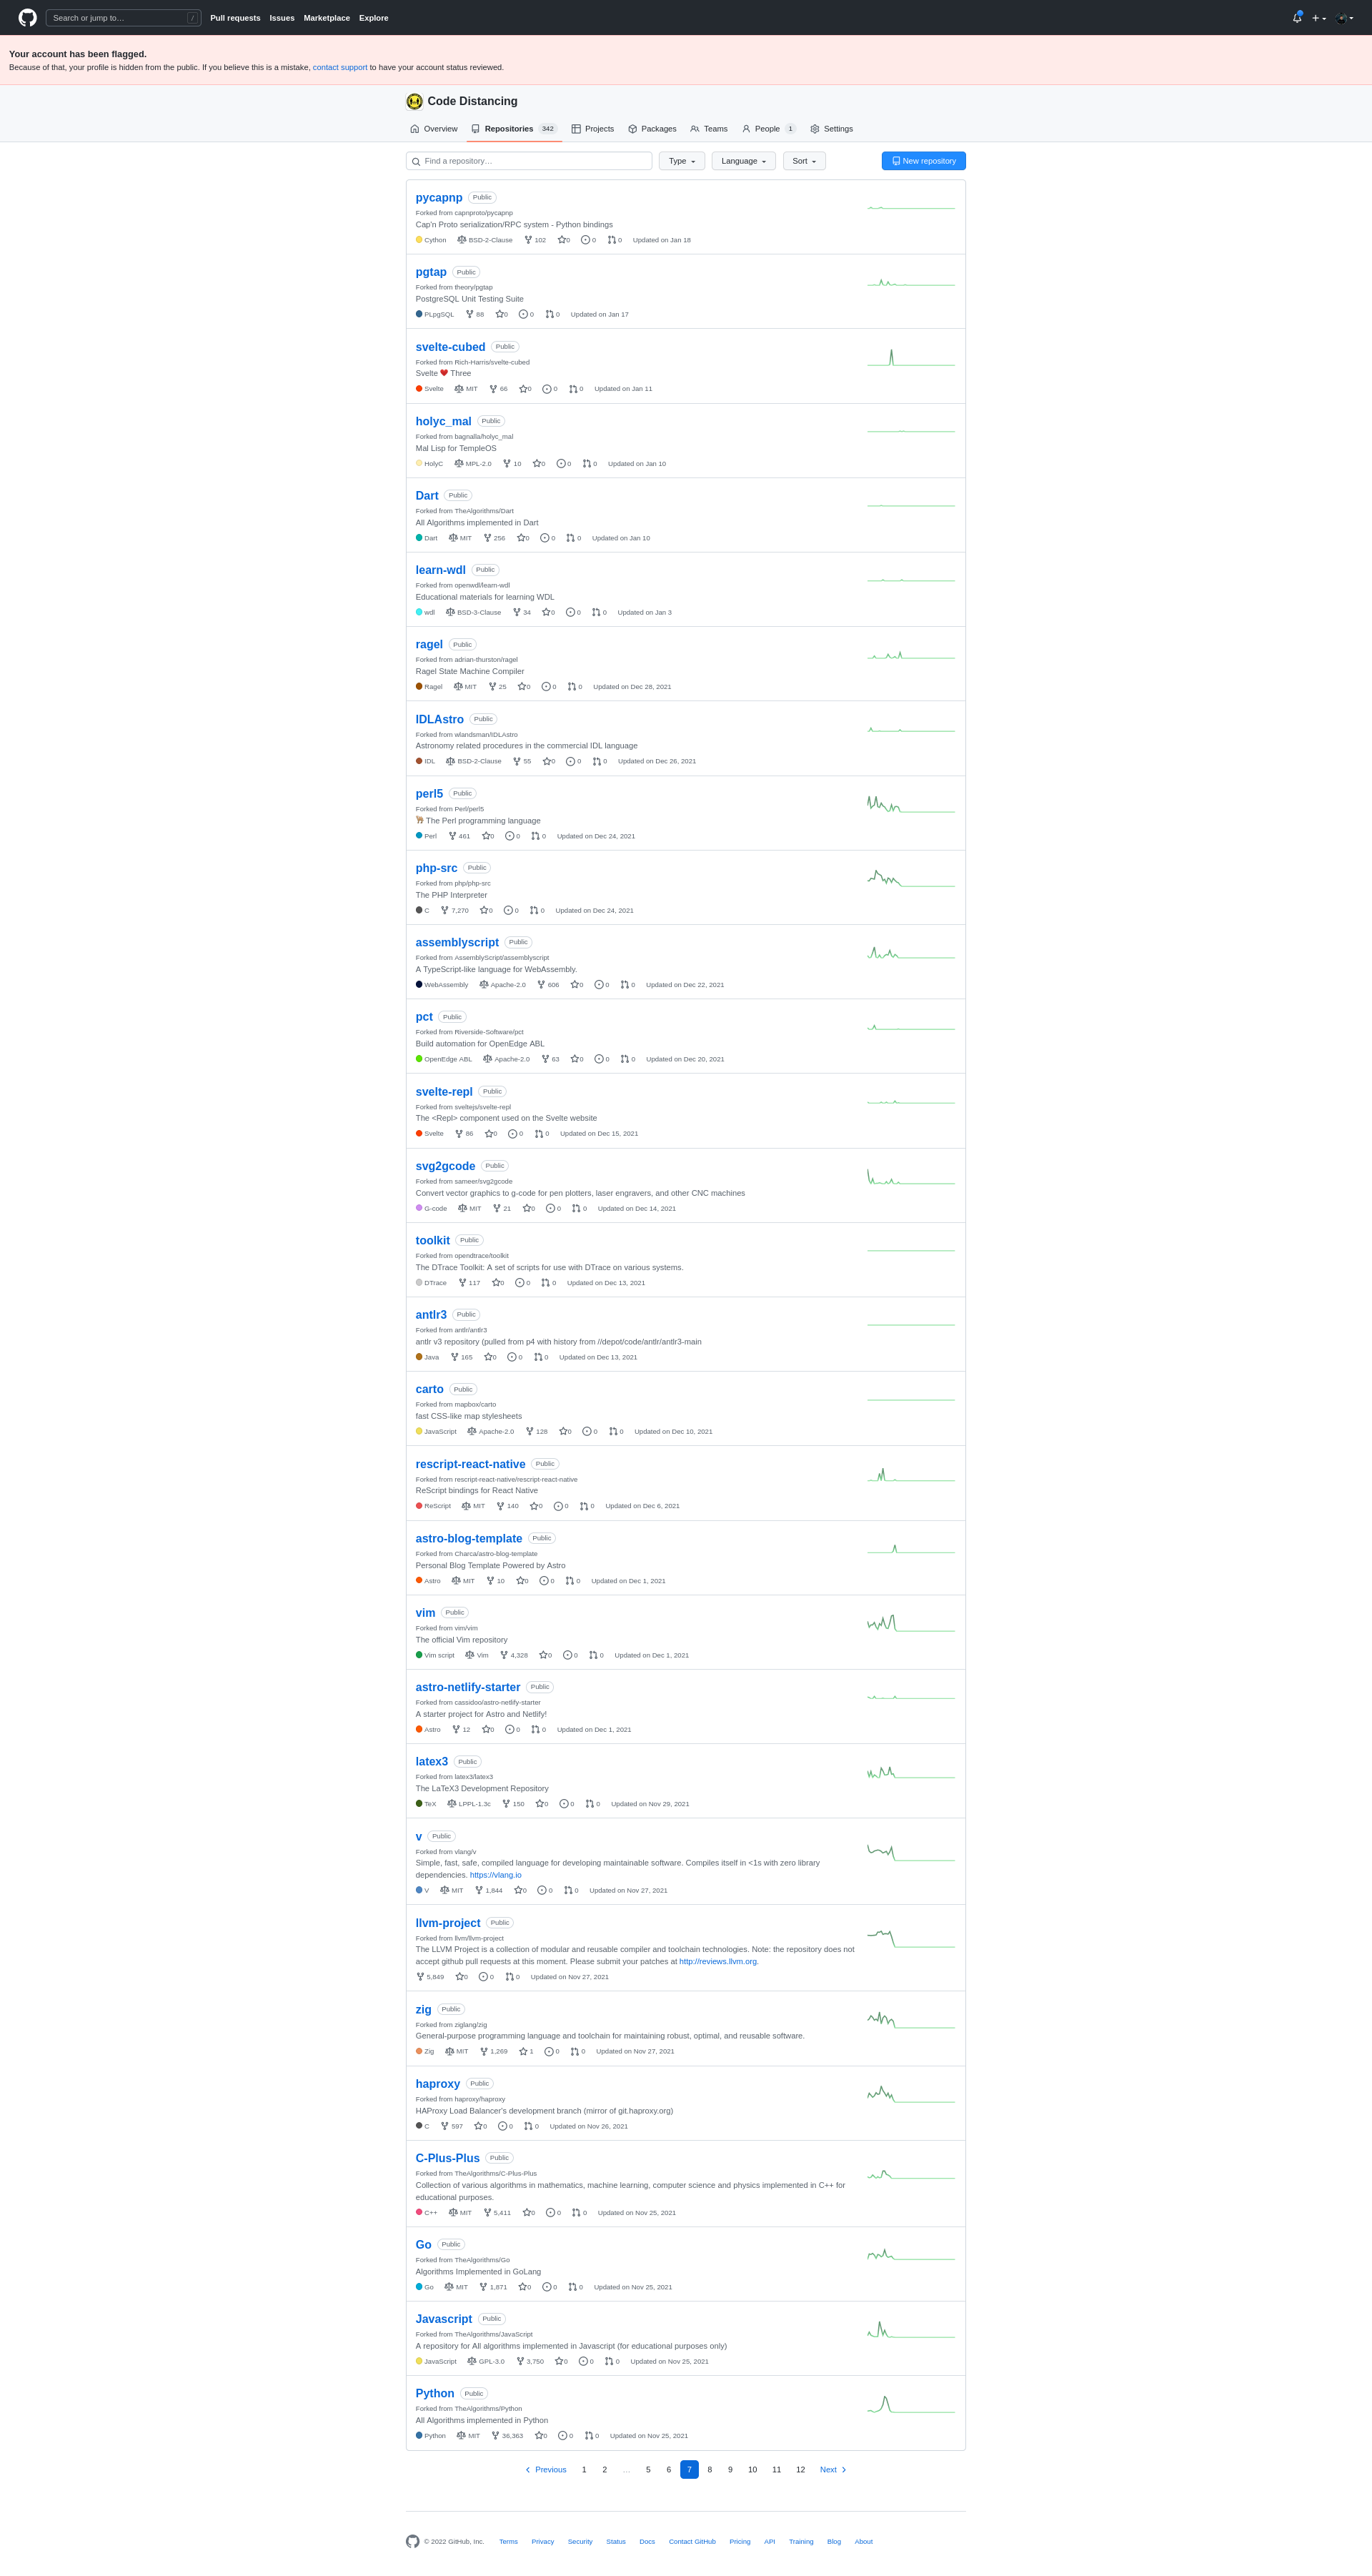 Search or jump to…
/
Pull requests Issues Marketplace Explore
Your account has been flagged.
Because of that, your profile is hidden from the public. If you believe this is a mistake, contact support to have your account status reviewed.
Code Distancing
Overview Repositories 342 Projects Packages Teams People 1 Settings
Find a repository… Type Language Sort New repository
pycapnp Public
Forked from capnproto/pycapnp
Cap'n Proto serialization/RPC system - Python bindings
Cython BSD-2-Clause 102 0 0 0 Updated on Jan 18
pgtap Public
Forked from theory/pgtap
PostgreSQL Unit Testing Suite
PLpgSQL 88 0 0 0 Updated on Jan 17
svelte-cubed Public
Forked from Rich-Harris/svelte-cubed
Svelte ❤️ Three
Svelte MIT 66 0 0 0 Updated on Jan 11
holyc_mal Public
Forked from bagnalla/holyc_mal
Mal Lisp for TempleOS
HolyC MPL-2.0 10 0 0 0 Updated on Jan 10
Dart Public
Forked from TheAlgorithms/Dart
All Algorithms implemented in Dart
Dart MIT 256 0 0 0 Updated on Jan 10
learn-wdl Public
Forked from openwdl/learn-wdl
Educational materials for learning WDL
wdl BSD-3-Clause 34 0 0 0 Updated on Jan 3
ragel Public
Forked from adrian-thurston/ragel
Ragel State Machine Compiler
Ragel MIT 25 0 0 0 Updated on Dec 28, 2021
IDLAstro Public
Forked from wlandsman/IDLAstro
Astronomy related procedures in the commercial IDL language
IDL BSD-2-Clause 55 0 0 0 Updated on Dec 26, 2021
perl5 Public
Forked from Perl/perl5
🐪 The Perl programming language
Perl 461 0 0 0 Updated on Dec 24, 2021
php-src Public
Forked from php/php-src
The PHP Interpreter
C 7,270 0 0 0 Updated on Dec 24, 2021
assemblyscript Public
Forked from AssemblyScript/assemblyscript
A TypeScript-like language for WebAssembly.
WebAssembly Apache-2.0 606 0 0 0 Updated on Dec 22, 2021
pct Public
Forked from Riverside-Software/pct
Build automation for OpenEdge ABL
OpenEdge ABL Apache-2.0 63 0 0 0 Updated on Dec 20, 2021
svelte-repl Public
Forked from sveltejs/svelte-repl
The <Repl> component used on the Svelte website
Svelte 86 0 0 0 Updated on Dec 15, 2021
svg2gcode Public
Forked from sameer/svg2gcode
Convert vector graphics to g-code for pen plotters, laser engravers, and other CNC machines
G-code MIT 21 0 0 0 Updated on Dec 14, 2021
toolkit Public
Forked from opendtrace/toolkit
The DTrace Toolkit: A set of scripts for use with DTrace on various systems.
DTrace 117 0 0 0 Updated on Dec 13, 2021
antlr3 Public
Forked from antlr/antlr3
antlr v3 repository (pulled from p4 with history from //depot/code/antlr/antlr3-main
Java 165 0 0 0 Updated on Dec 13, 2021
carto Public
Forked from mapbox/carto
fast CSS-like map stylesheets
JavaScript Apache-2.0 128 0 0 0 Updated on Dec 10, 2021
rescript-react-native Public
Forked from rescript-react-native/rescript-react-native
ReScript bindings for React Native
ReScript MIT 140 0 0 0 Updated on Dec 6, 2021
astro-blog-template Public
Forked from Charca/astro-blog-template
Personal Blog Template Powered by Astro
Astro MIT 10 0 0 0 Updated on Dec 1, 2021
vim Public
Forked from vim/vim
The official Vim repository
Vim script Vim 4,328 0 0 0 Updated on Dec 1, 2021
astro-netlify-starter Public
Forked from cassidoo/astro-netlify-starter
A starter project for Astro and Netlify!
Astro 12 0 0 0 Updated on Dec 1, 2021
latex3 Public
Forked from latex3/latex3
The LaTeX3 Development Repository
TeX LPPL-1.3c 150 0 0 0 Updated on Nov 29, 2021
v Public
Forked from vlang/v
Simple, fast, safe, compiled language for developing maintainable software. Compiles itself in <1s with zero library
dependencies. https://vlang.io
V MIT 1,844 0 0 0 Updated on Nov 27, 2021
llvm-project Public
Forked from llvm/llvm-project
The LLVM Project is a collection of modular and reusable compiler and toolchain technologies. Note: the repository does not
accept github pull requests at this moment. Please submit your patches at http://reviews.llvm.org.
5,849 0 0 0 Updated on Nov 27, 2021
zig Public
Forked from ziglang/zig
General-purpose programming language and toolchain for maintaining robust, optimal, and reusable software.
Zig MIT 1,269 1 0 0 Updated on Nov 27, 2021
haproxy Public
Forked from haproxy/haproxy
HAProxy Load Balancer's development branch (mirror of git.haproxy.org)
C 597 0 0 0 Updated on Nov 26, 2021
C-Plus-Plus Public
Forked from TheAlgorithms/C-Plus-Plus
Collection of various algorithms in mathematics, machine learning, computer science and physics implemented in C++ for
educational purposes.
C++ MIT 5,411 0 0 0 Updated on Nov 25, 2021
Go Public
Forked from TheAlgorithms/Go
Algorithms Implemented in GoLang
Go MIT 1,871 0 0 0 Updated on Nov 25, 2021
Javascript Public
Forked from TheAlgorithms/JavaScript
A repository for All algorithms implemented in Javascript (for educational purposes only)
JavaScript GPL-3.0 3,750 0 0 0 Updated on Nov 25, 2021
Python Public
Forked from TheAlgorithms/Python
All Algorithms implemented in Python
Python MIT 36,363 0 0 0 Updated on Nov 25, 2021
Previous 1 2 … 5 6 7 8 9 10 11 12 Next
© 2022 GitHub, Inc. Terms Privacy Security Status Docs Contact GitHub Pricing API Training Blog About